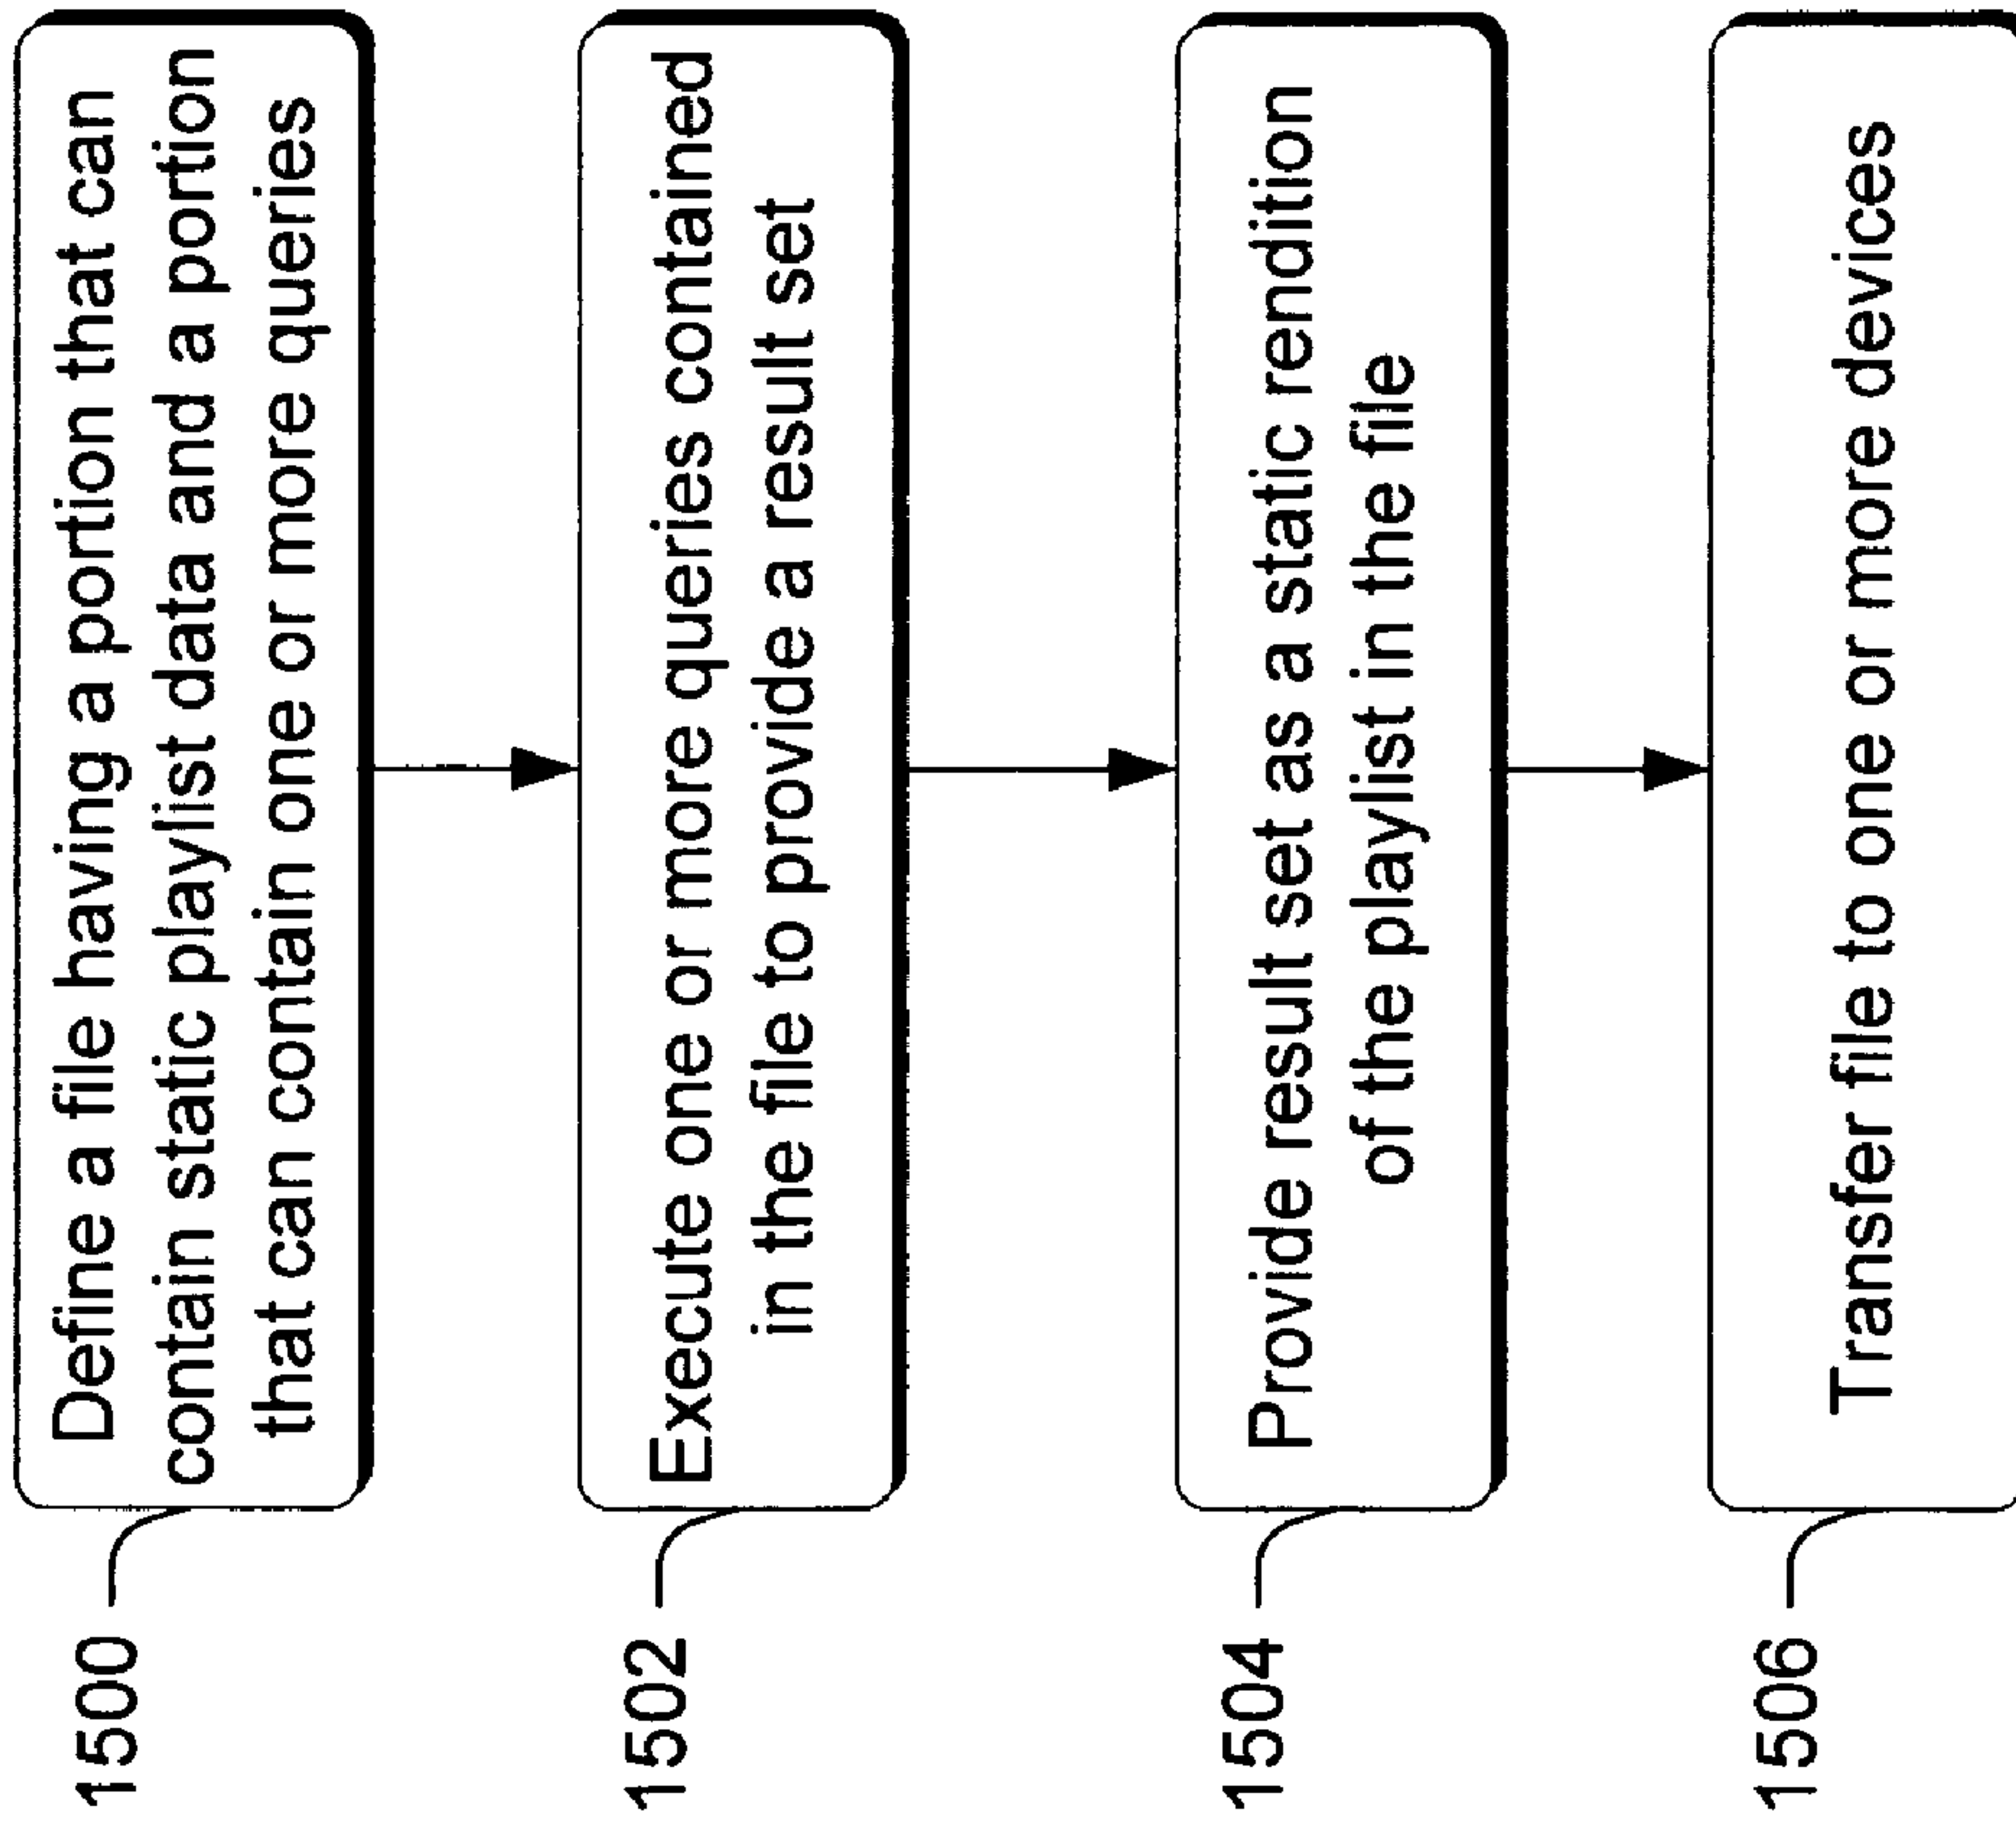 1500
Define a file having a portion that can
contain static playlist data and a portion
that can contain one or more queries
1502
Execute one or more queries contained
in the file to provide a result set
1504
Provide result set as a static rendition
of the playlist in the file
1506
Transfer file to one or more devices